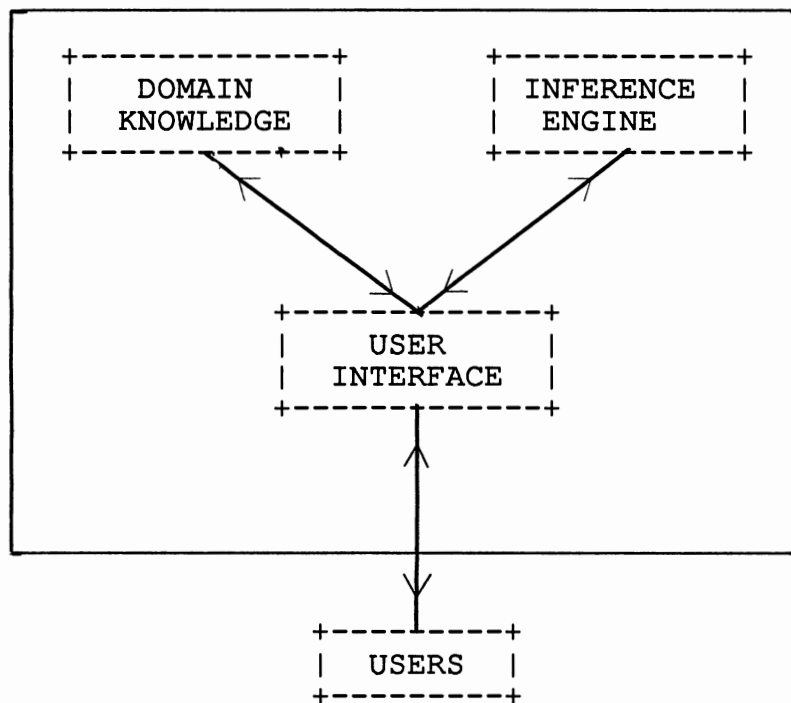 DOMAIN
KNOWLEDGE
INFERENCE
ENGINE
USER
INTERFACE
USERS